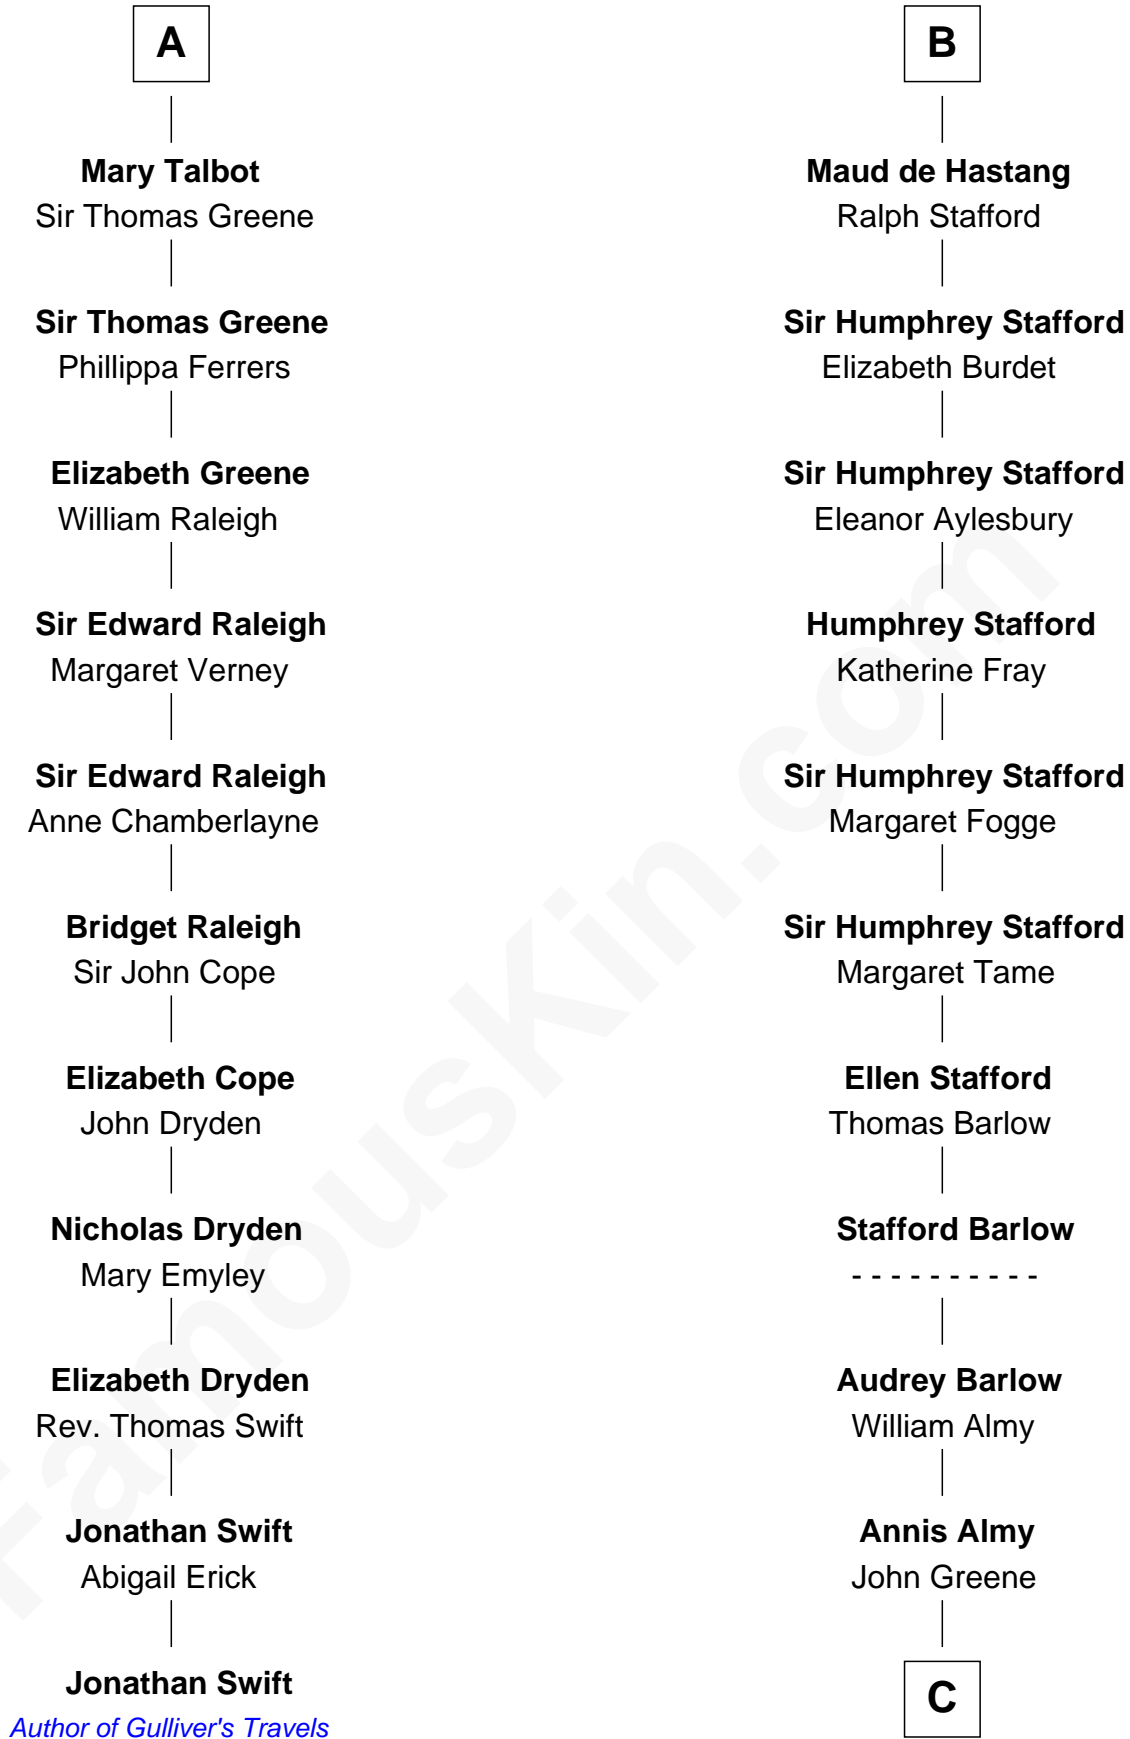 A
Mary Talbot
Sir Thomas Greene
Sir Thomas Greene
Phillippa Ferrers
Elizabeth Greene
William Raleigh
Sir Edward Raleigh
Margaret Verney
Sir Edward Raleigh
Anne Chamberlayne
Bridget Raleigh
Sir John Cope
Elizabeth Cope
John Dryden
Nicholas Dryden
Mary Emyley
Elizabeth Dryden
Rev. Thomas Swift
Jonathan Swift
Abigail Erick
Jonathan Swift
Author of Gulliver's Travels
B
Maud de Hastang
Ralph Stafford
Sir Humphrey Stafford
Elizabeth Burdet
Sir Humphrey Stafford
Eleanor Aylesbury
Humphrey Stafford
Katherine Fray
Sir Humphrey Stafford
Margaret Fogge
Sir Humphrey Stafford
Margaret Tame
Ellen Stafford
Thomas Barlow
Stafford Barlow
- - - - - - - - - -
Audrey Barlow
William Almy
Annis Almy
John Greene
C
FamousKin.com